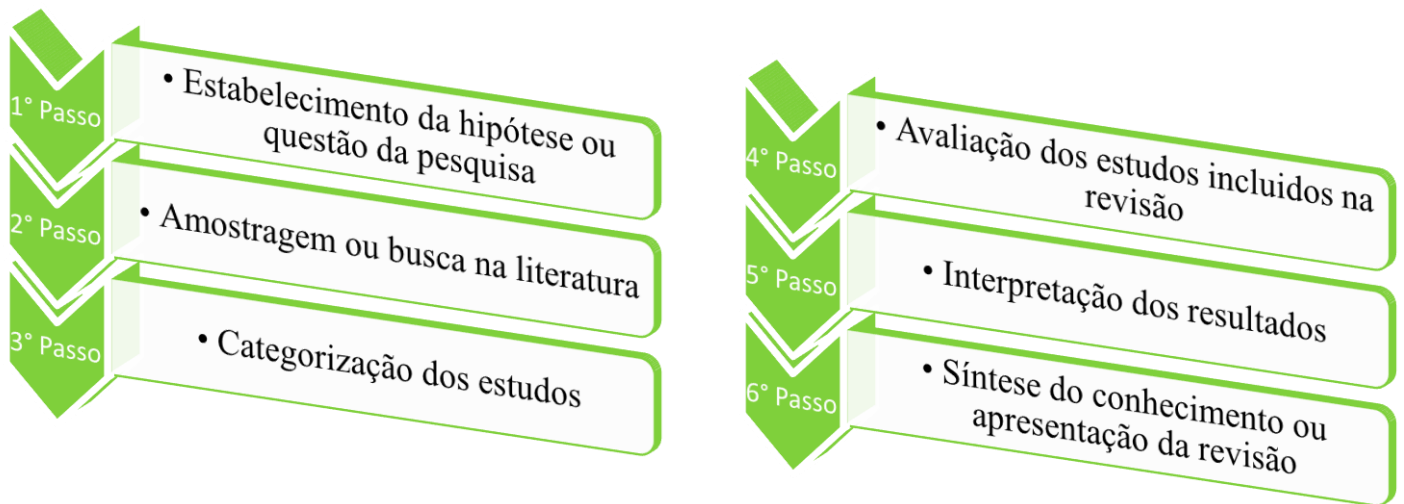 1° Passo
• Estabelecimento da hipótese ou
questão da pesquisa
2° Passo
• Amostragem ou busca na literatura
3° Passo
• Categorização dos estudos
4° Passo
• Avaliação dos estudos incluidos na
revisão
5° Passo
• Interpretação dos resultados
6° Passo
• Síntese do conhecimento ou
apresentação da revisão